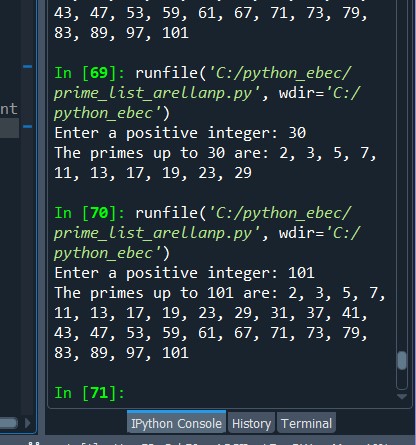 43, 47, 53, 59, 61, 67, 71, 73, 79,
83, 89, 97, 101
In [69]: runfile('C:/python_ebec/
prime_list_arellanp.py', wdir='C:/
python_ebec')
Enter a positive integer: 30
The primes up to 30 are: 2, 3, 5, 7,
11, 13, 17, 19, 23, 29
nt
In [70]: runfile('C:/python_ebec/
prime_list_arellanp.py', wdir='C:/
python_ebec')
Enter a positive integer: 101
The primes up to 101 are: 2, 3, 5, 7,
11, 13, 17, 19, 23, 29, 31, 37, 41,
43, 47, 53, 59, 61, 67, 71, 73, 79,
83, 89, 97, 101
In [71]:
IPython Console History Terminal